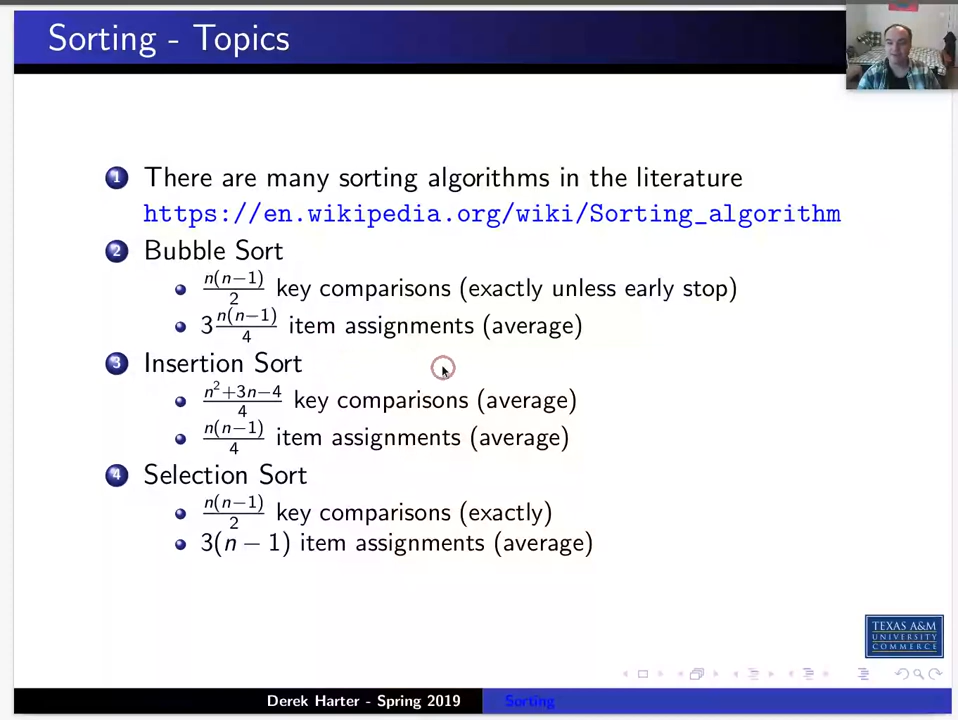 Sorting - Topics
1 There are many sorting algorithms in the literature
https://en.wikipedia.org/wiki/Sorting_algorithm
2 Bubble Sort
• n(n−1)/2 key comparisons (exactly unless early stop)
• 3 n(n−1)/4 item assignments (average)
3 Insertion Sort
• n²+3n−4/4 key comparisons (average)
• n(n−1)/4 item assignments (average)
4 Selection Sort
• n(n−1)/2 key comparisons (exactly)
• 3(n − 1) item assignments (average)
TEXAS A&M
UNIVERSITY
COMMERCE
Derek Harter - Spring 2019
Sorting